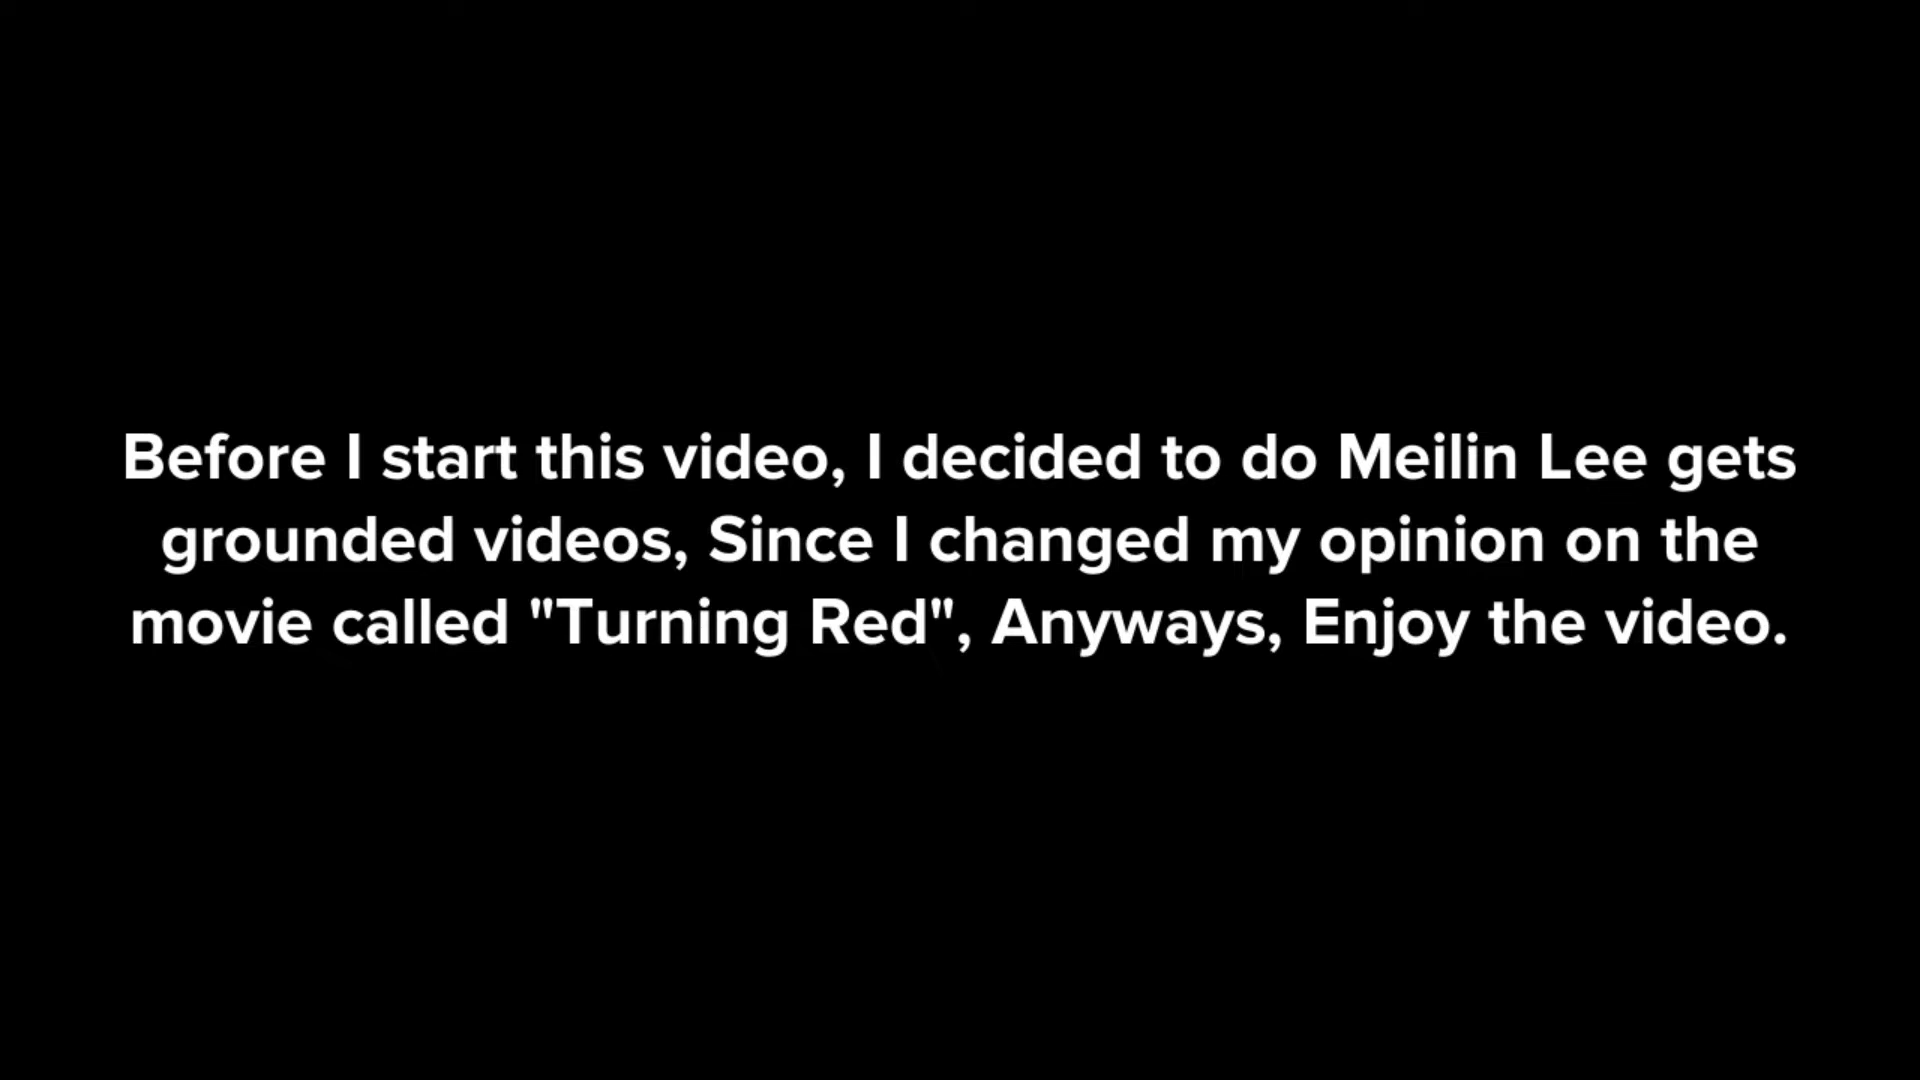 Before I start this video, I decided to do Meilin Lee gets
grounded videos, Since I changed my opinion on the
movie called "Turning Red", Anyways, Enjoy the video.